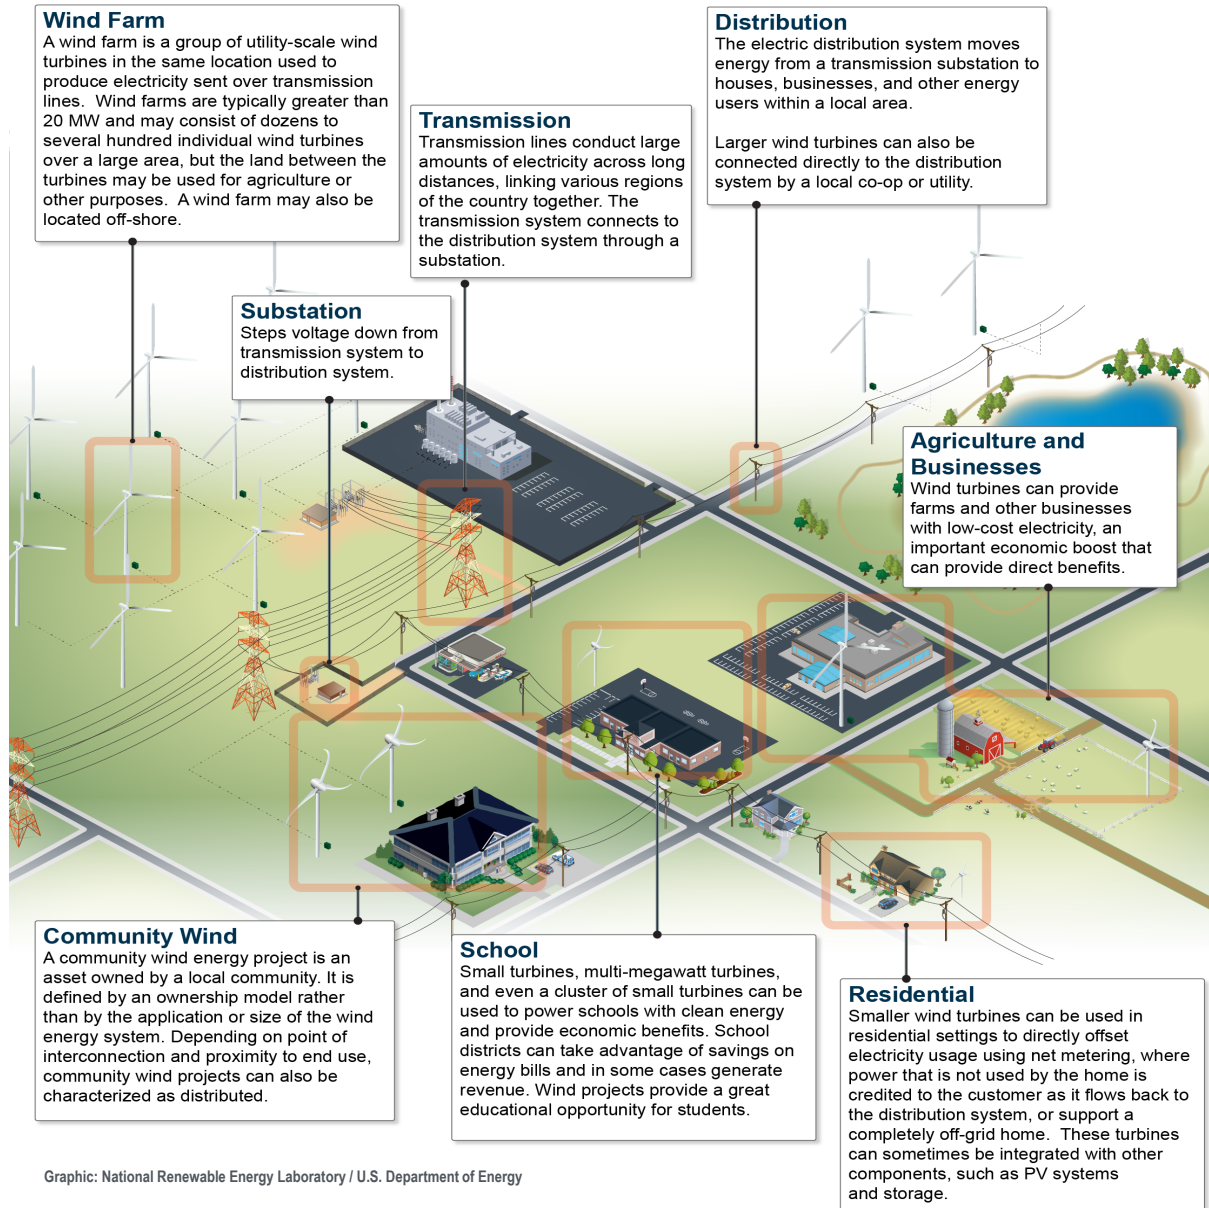 Wind Farm
A wind farm is a group of utility-scale wind
turbines in the same location used to
produce electricity sent over transmission
lines.  Wind farms are typically greater than
20 MW and may consist of dozens to
several hundred individual wind turbines
over a large area, but the land between the
turbines may be used for agriculture or
other purposes.  A wind farm may also be
located off-shore.
Transmission
Transmission lines conduct large
amounts of electricity across long
distances, linking various regions
of the country together. The
transmission system connects to
the distribution system through a
substation.
Distribution
The electric distribution system moves
energy from a transmission substation to
houses, businesses, and other energy
users within a local area.
Larger wind turbines can also be
connected directly to the distribution
system by a local co-op or utility.
Substation
Steps voltage down from
transmission system to
distribution system.
Agriculture and
Businesses
Wind turbines can provide
farms and other businesses
with low-cost electricity, an
important economic boost that
can provide direct benefits.
Community Wind
A community wind energy project is an
asset owned by a local community. It is
defined by an ownership model rather
than by the application or size of the wind
energy system. Depending on point of
interconnection and proximity to end use,
community wind projects can also be
characterized as distributed.
School
Small turbines, multi-megawatt turbines,
and even a cluster of small turbines can be
used to power schools with clean energy
and provide economic benefits. School
districts can take advantage of savings on
energy bills and in some cases generate
revenue. Wind projects provide a great
educational opportunity for students.
Residential
Smaller wind turbines can be used in
residential settings to directly offset
electricity usage using net metering, where
power that is not used by the home is
credited to the customer as it flows back to
the distribution system, or support a
completely off-grid home.  These turbines
can sometimes be integrated with other
components, such as PV systems
and storage.
Graphic: National Renewable Energy Laboratory / U.S. Department of Energy